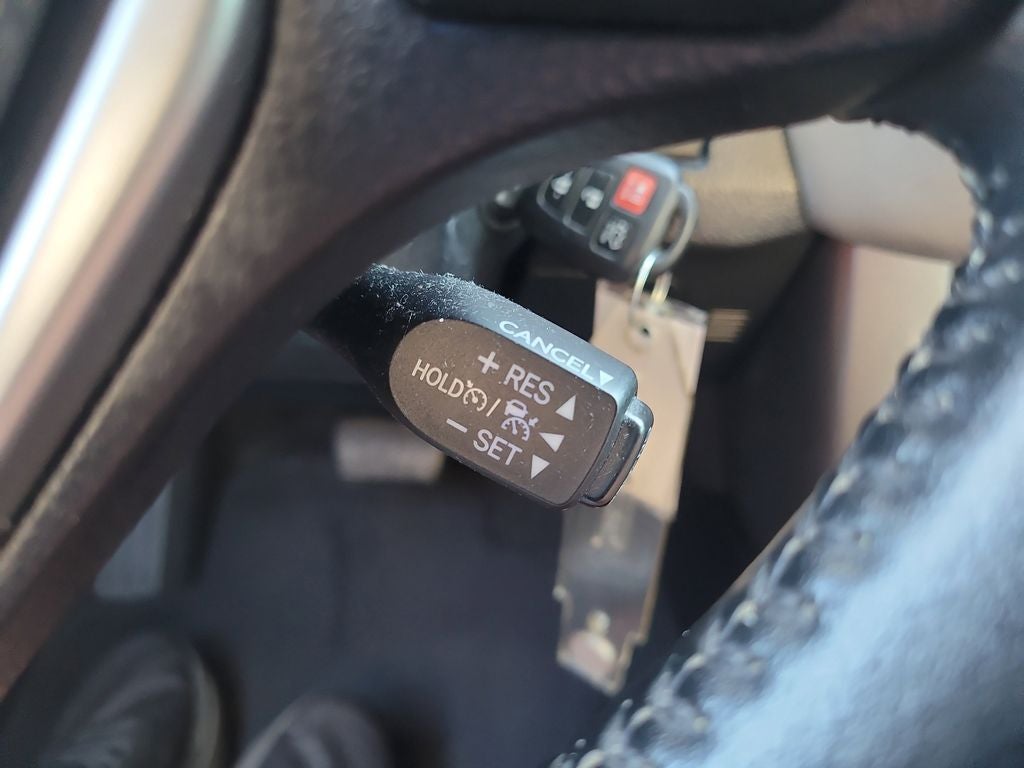 CANCEL
+ RES
HOLD /
− SET